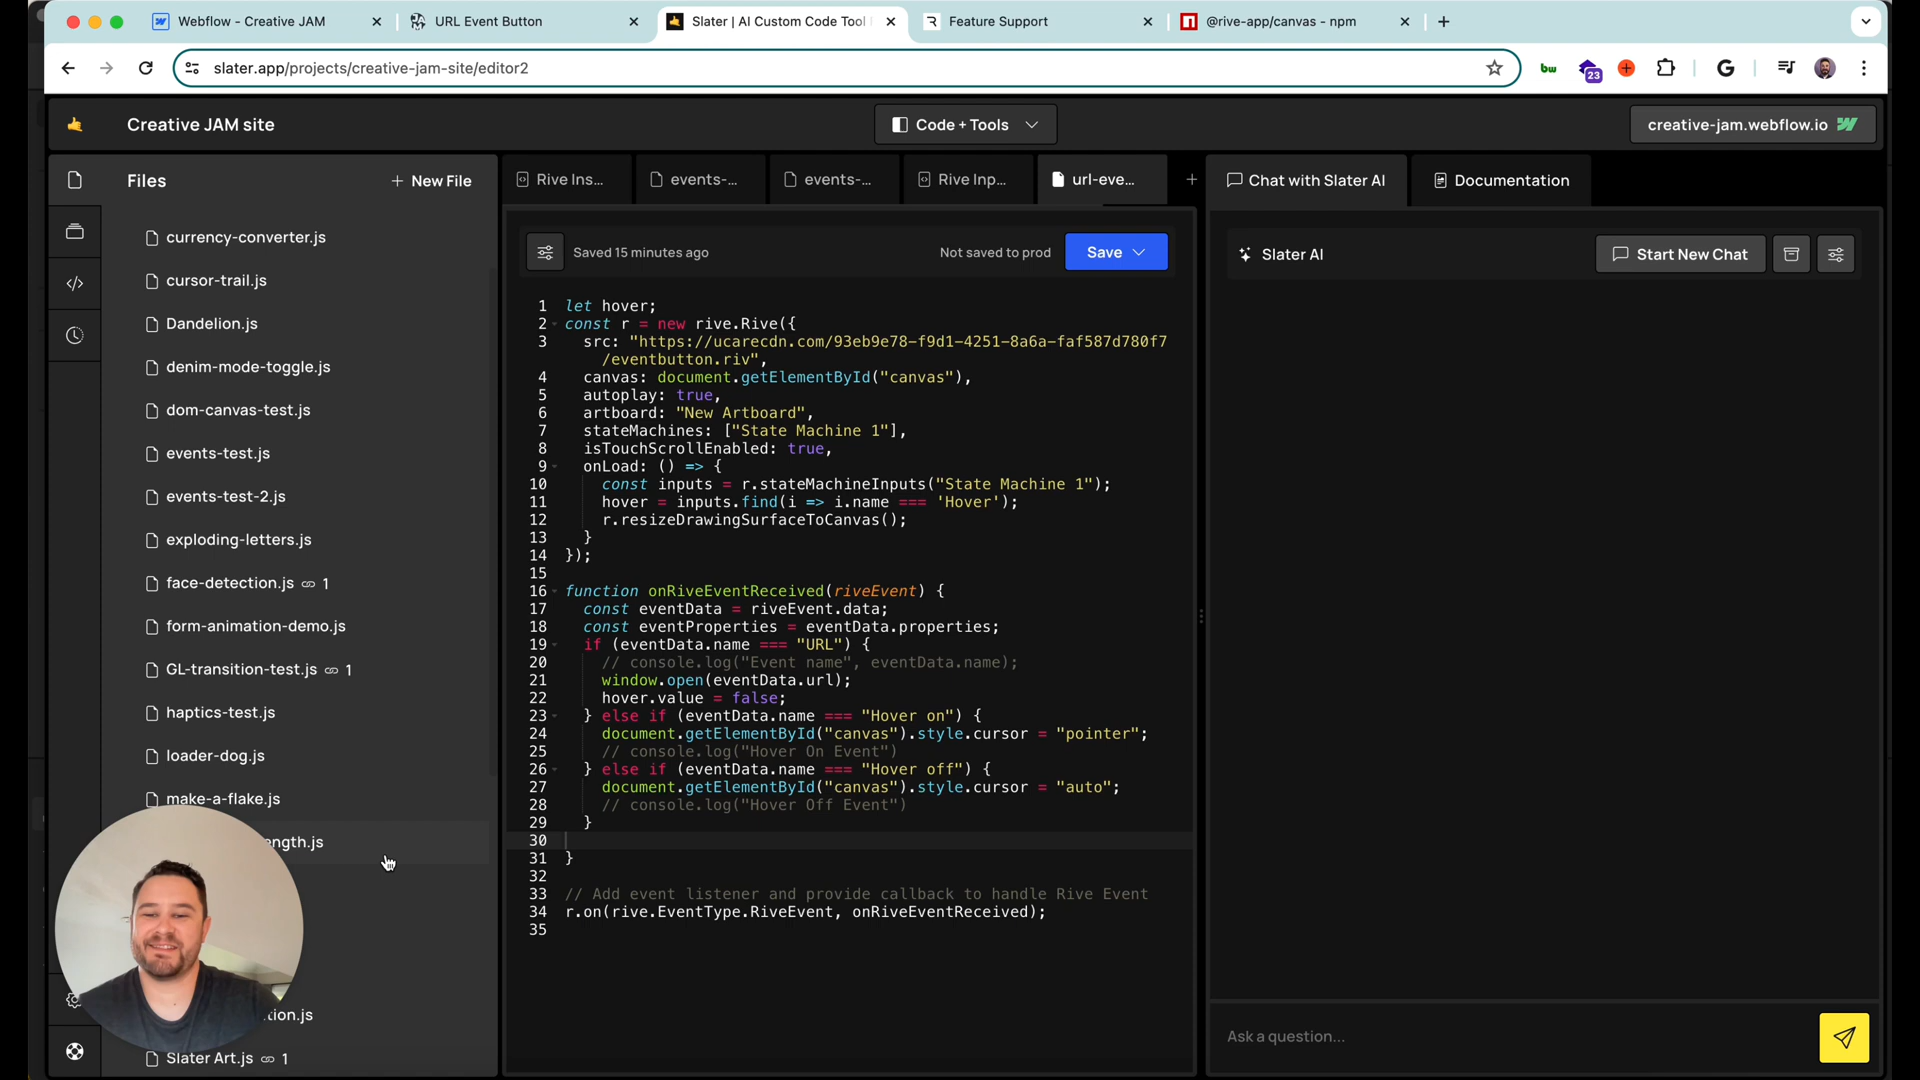 Webflow - Creative JAM
URL Event Button
Slater | AI Custom Code Tool
Feature Support
@rive-app/canvas - npm
slater.app/projects/creative-jam-site/editor2
bw
23
G
Creative JAM site
Code + Tools
creative-jam.webflow.io
Files
+ New File
Rive Ins...
events-...
events-...
Rive Inp...
url-eve...
+
Chat with Slater AI
Documentation
currency-converter.js
cursor-trail.js
Dandelion.js
denim-mode-toggle.js
dom-canvas-test.js
events-test.js
events-test-2.js
exploding-letters.js
face-detection.js 1
form-animation-demo.js
GL-transition-test.js 1
haptics-test.js
loader-dog.js
make-a-flake.js
ength.js
tion.js
Slater Art.js 1
Saved 15 minutes ago
Not saved to prod
Save
1 let hover;
2 const r = new rive.Rive({
3 src: "https://ucarecdn.com/93eb9e78-f9d1-4251-8a6a-faf587d780f7
/eventbutton.riv",
4 canvas: document.getElementById("canvas"),
5 autoplay: true,
6 artboard: "New Artboard",
7 stateMachines: ["State Machine 1"],
8 isTouchScrollEnabled: true,
9 onLoad: () => {
10 const inputs = r.stateMachineInputs("State Machine 1");
11 hover = inputs.find(i => i.name === 'Hover');
12 r.resizeDrawingSurfaceToCanvas();
13 }
14 });
15
16 function onRiveEventReceived(riveEvent) {
17 const eventData = riveEvent.data;
18 const eventProperties = eventData.properties;
19 if (eventData.name === "URL") {
20 // console.log("Event name", eventData.name);
21 window.open(eventData.url);
22 hover.value = false;
23 } else if (eventData.name === "Hover on") {
24 document.getElementById("canvas").style.cursor = "pointer";
25 // console.log("Hover On Event")
26 } else if (eventData.name === "Hover off") {
27 document.getElementById("canvas").style.cursor = "auto";
28 // console.log("Hover Off Event")
29 }
30
31 }
32
33 // Add event listener and provide callback to handle Rive Event
34 r.on(rive.EventType.RiveEvent, onRiveEventReceived);
35
Slater AI
Start New Chat
Ask a question...